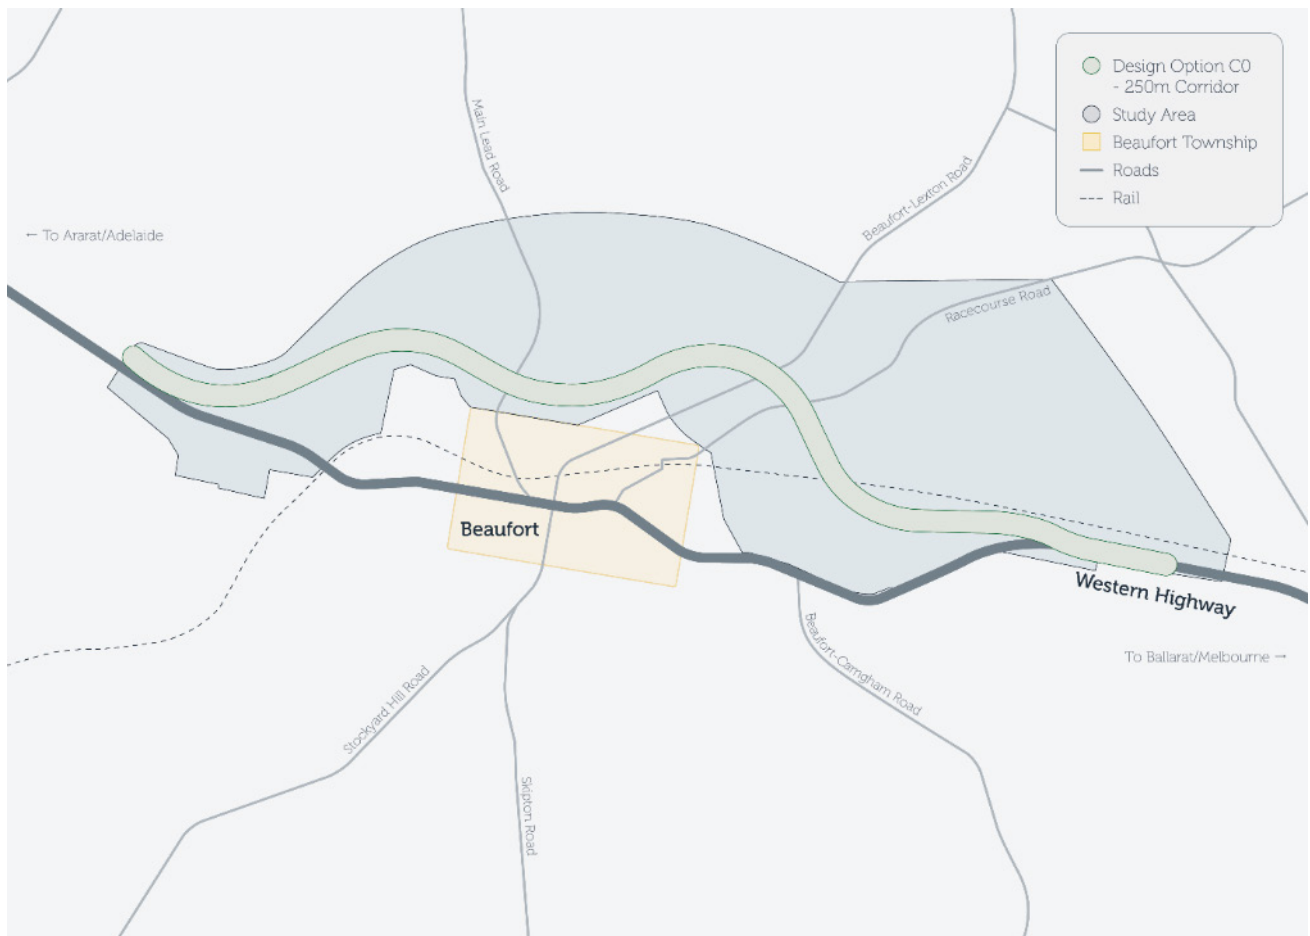 Design Option C0
- 250m Corridor
Study Area
Beaufort Township
Roads
Rail
Main Lead Road
Beaufort-Lexton Road
← To Ararat/Adelaide
Racecourse Road
Beaufort
Western Highway
To Ballarat/Melbourne →
Beaufort-Carngham Road
Stockyard Hill Road
Skipton Road